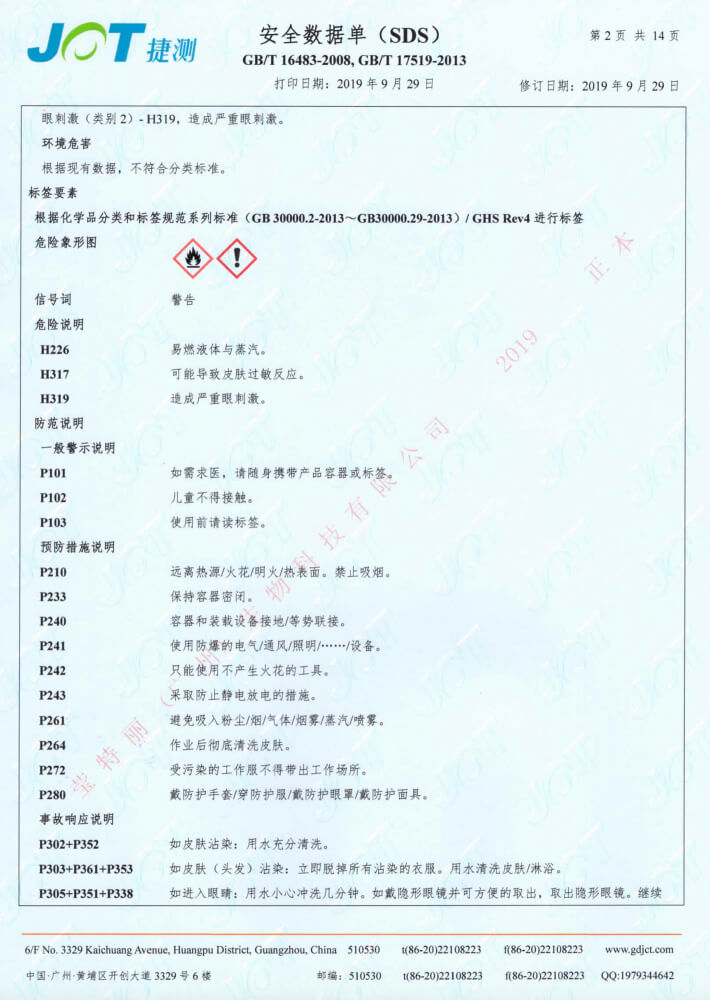 JCT 捷测
安全数据单（SDS）
第 2 页 共 14 页
GB/T 16483-2008, GB/T 17519-2013
打印日期：2019 年 9 月 29 日
修订日期：2019 年 9 月 29 日
眼刺激（类别 2）- H319，造成严重眼刺激。
环境危害
根据现有数据，不符合分类标准。
标签要素
根据化学品分类和标签规范系列标准（GB 30000.2-2013～GB30000.29-2013）/ GHS Rev4 进行标签
危险象形图
信号词 警告
危险说明
H226 易燃液体与蒸汽。
H317 可能导致皮肤过敏反应。
H319 造成严重眼刺激。
防范说明
一般警示说明
P101 如需求医，请随身携带产品容器或标签。
P102 儿童不得接触。
P103 使用前请读标签。
预防措施说明
P210 远离热源/火花/明火/热表面。禁止吸烟。
P233 保持容器密闭。
P240 容器和装载设备接地/等势联接。
P241 使用防爆的电气/通风/照明/……/设备。
P242 只能使用不产生火花的工具。
P243 采取防止静电放电的措施。
P261 避免吸入粉尘/烟/气体/烟雾/蒸汽/喷雾。
P264 作业后彻底清洗皮肤。
P272 受污染的工作服不得带出工作场所。
P280 戴防护手套/穿防护服/戴防护眼罩/戴防护面具。
事故响应说明
P302+P352 如皮肤沾染：用水充分清洗。
P303+P361+P353 如皮肤（头发）沾染：立即脱掉所有沾染的衣服。用水清洗皮肤/淋浴。
P305+P351+P338 如进入眼睛：用水小心冲洗几分钟。如戴隐形眼镜并可方便的取出，取出隐形眼镜。继续
莹特丽（广州）生物科技有限公司 2019 正本
6/F No. 3329 Kaichuang Avenue, Huangpu District, Guangzhou, China 510530 t(86-20)22108223 f(86-20)22108223 www.gdjct.com
中国·广州·黄埔区开创大道 3329 号 6 楼 邮编：510530 t(86-20)22108223 f(86-20)22108223 QQ:1979344642